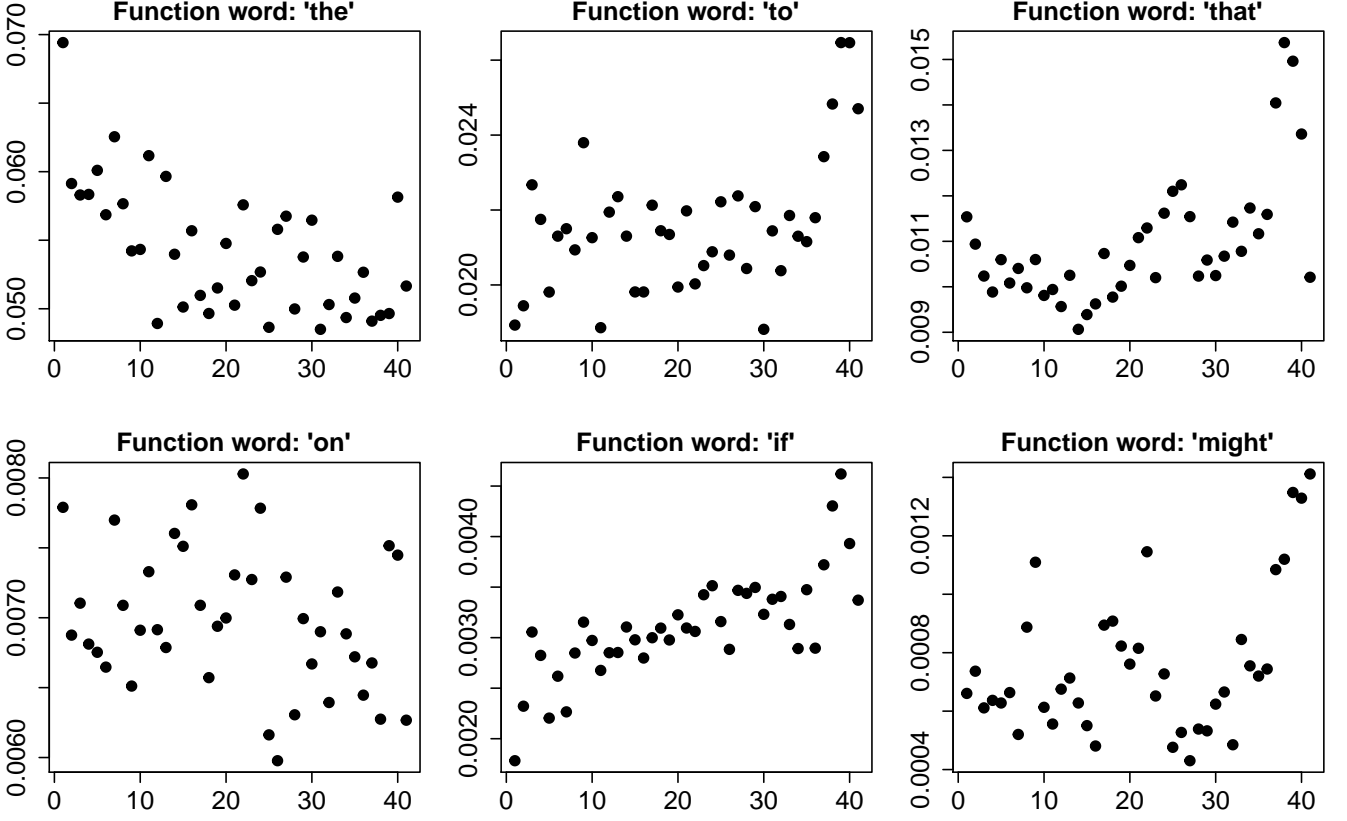 Function word: 'the'
0.070
0.060
0.050
0 10 20 30 40
Function word: 'to'
0.024
0.020
0 10 20 30 40
Function word: 'that'
0.015
0.013
0.011
0.009
0 10 20 30 40
Function word: 'on'
0.0080
0.0070
0.0060
0 10 20 30 40
Function word: 'if'
0.0040
0.0030
0.0020
0 10 20 30 40
Function word: 'might'
0.0012
0.0008
0.0004
0 10 20 30 40